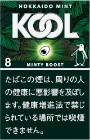 HOKKAIDO MINT
KOOL
8
MINTY BOOST
たばこの煙は、周りの人
の健康に悪影響を及ぼし
ます。健康増進法で禁じ
られている場所では喫煙
できません。